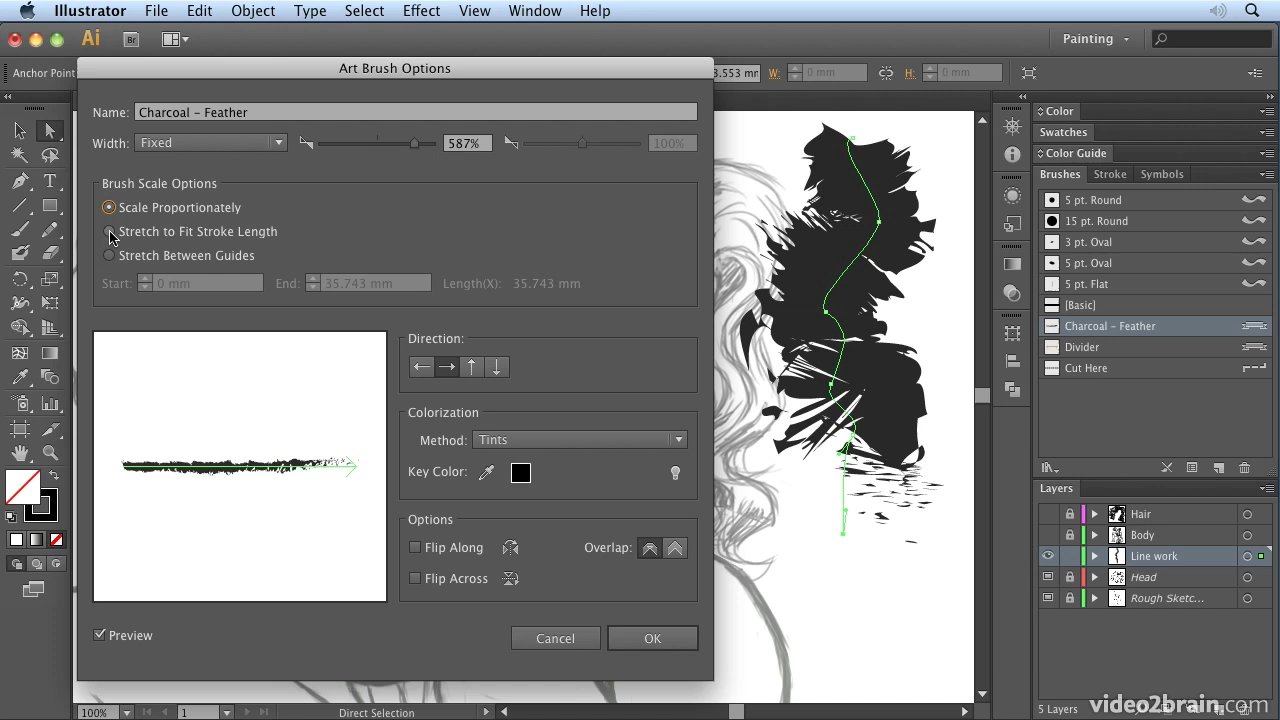 Illustrator File Edit Object Type Select Effect View Window Help
Ai Br Painting
Anchor Poin 3.553 mr W: 0 mm H: 0 mm
Art Brush Options
Name: Charcoal – Feather
Width: Fixed 587% 100%
Brush Scale Options
Scale Proportionately
Stretch to Fit Stroke Length
Stretch Between Guides
Start: 0 mm End: 35.743 mm Length(X): 35.743 mm
Direction:
Colorization
Method: Tints
Key Color:
Options
Flip Along Overlap:
Flip Across
Preview Cancel OK
Color
Swatches
Color Guide
Brushes Stroke Symbols
5 pt. Round
15 pt. Round
3 pt. Oval
5 pt. Oval
5 pt. Flat
[Basic]
Charcoal – Feather
Divider
Cut Here
Layers
Hair
Body
Line work
Head
Rough Sketc...
5 Layers
100% 1 Direct Selection
video2brain.com